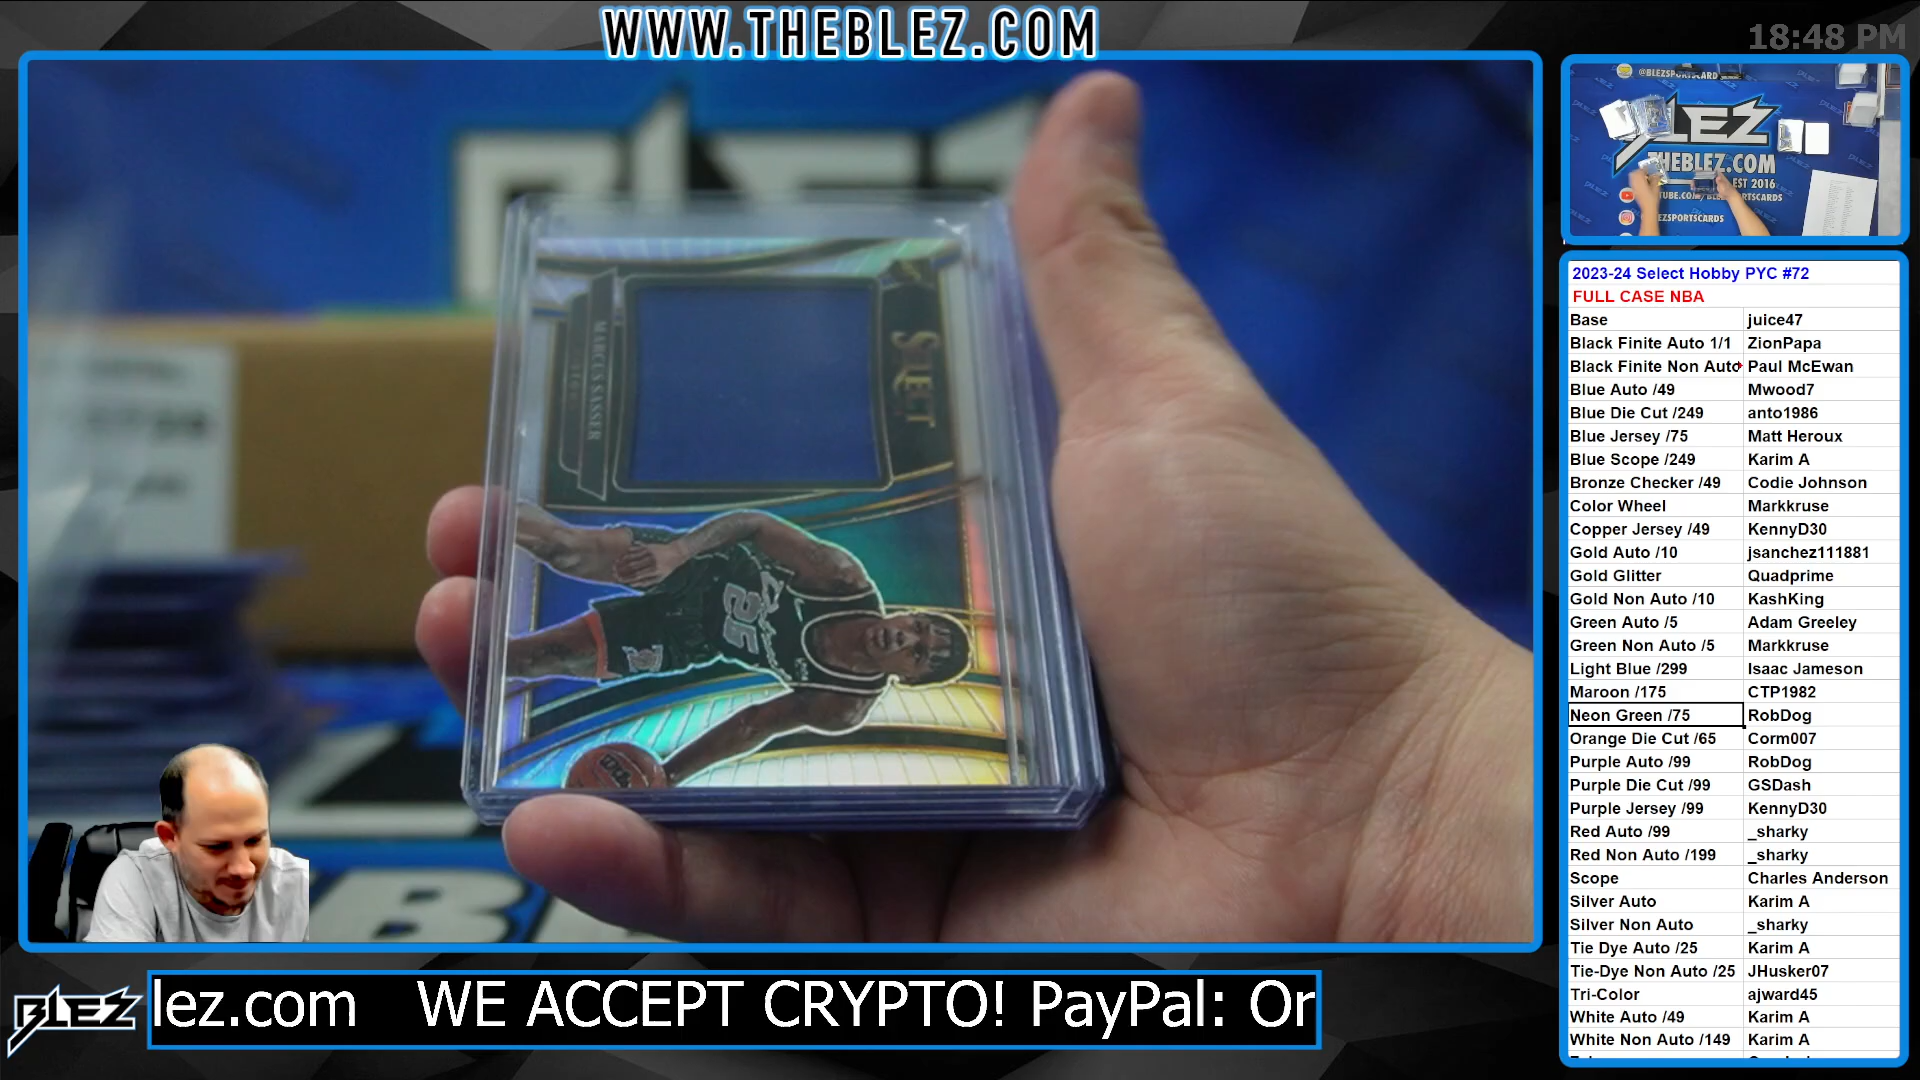 WWW.THEBLEZ.COM
18:48 PM
@BLEZSPORTSCARD
BLEZ
THEBLEZ.COM
EST 2016
SELECT
MARCUS SASSER
25
2023-24 Select Hobby PYC #72
FULL CASE NBA
Base juice47
Black Finite Auto 1/1 ZionPapa
Black Finite Non Auto Paul McEwan
Blue Auto /49 Mwood7
Blue Die Cut /249 anto1986
Blue Jersey /75 Matt Heroux
Blue Scope /249 Karim A
Bronze Checker /49 Codie Johnson
Color Wheel Markkruse
Copper Jersey /49 KennyD30
Gold Auto /10 jsanchez111881
Gold Glitter Quadprime
Gold Non Auto /10 KashKing
Green Auto /5 Adam Greeley
Green Non Auto /5 Markkruse
Light Blue /299 Isaac Jameson
Maroon /175 CTP1982
Neon Green /75 RobDog
Orange Die Cut /65 Corm007
Purple Auto /99 RobDog
Purple Die Cut /99 GSDash
Purple Jersey /99 KennyD30
Red Auto /99 _sharky
Red Non Auto /199 _sharky
Scope Charles Anderson
Silver Auto Karim A
Silver Non Auto _sharky
Tie Dye Auto /25 Karim A
Tie-Dye Non Auto /25 JHusker07
Tri-Color ajward45
White Auto /49 Karim A
White Non Auto /149 Karim A
BLEZ
lez.com WE ACCEPT CRYPTO! PayPal: Or